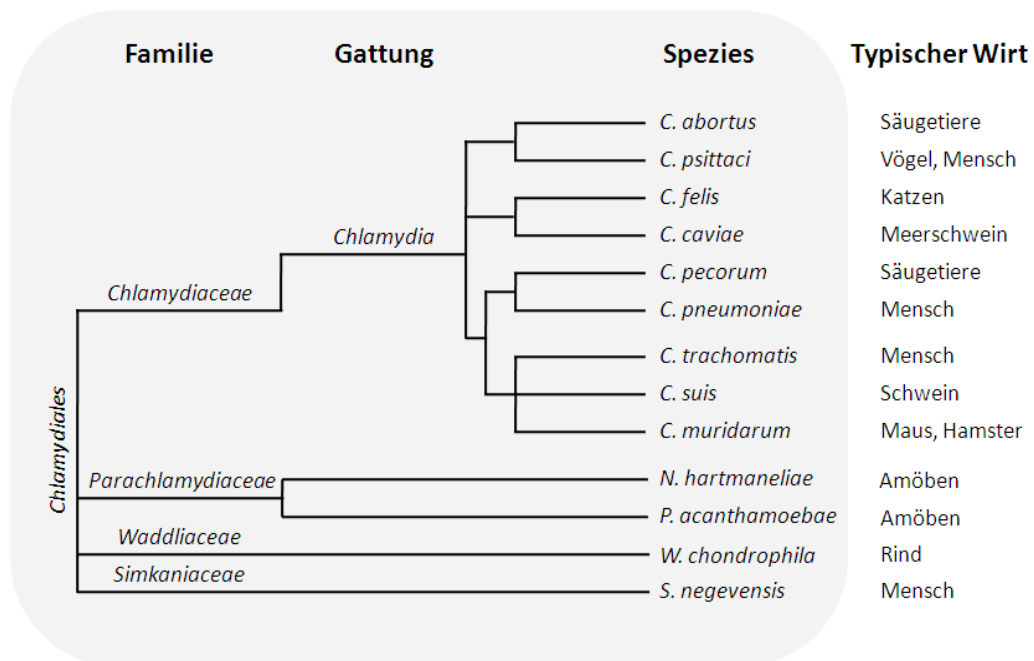 Familie Gattung Spezies Typischer Wirt
C. abortus Säugetiere
C. psittaci Vögel, Mensch
C. felis Katzen
Chlamydia C. caviae Meerschwein
C. pecorum Säugetiere
Chlamydiaceae
C. pneumoniae Mensch
C. trachomatis Mensch
C. suis Schwein
Chlamydiales
C. muridarum Maus, Hamster
Parachlamydiaceae N. hartmaneliae Amöben
P. acanthamoebae Amöben
Waddliaceae
W. chondrophila Rind
Simkaniaceae
S. negevensis Mensch